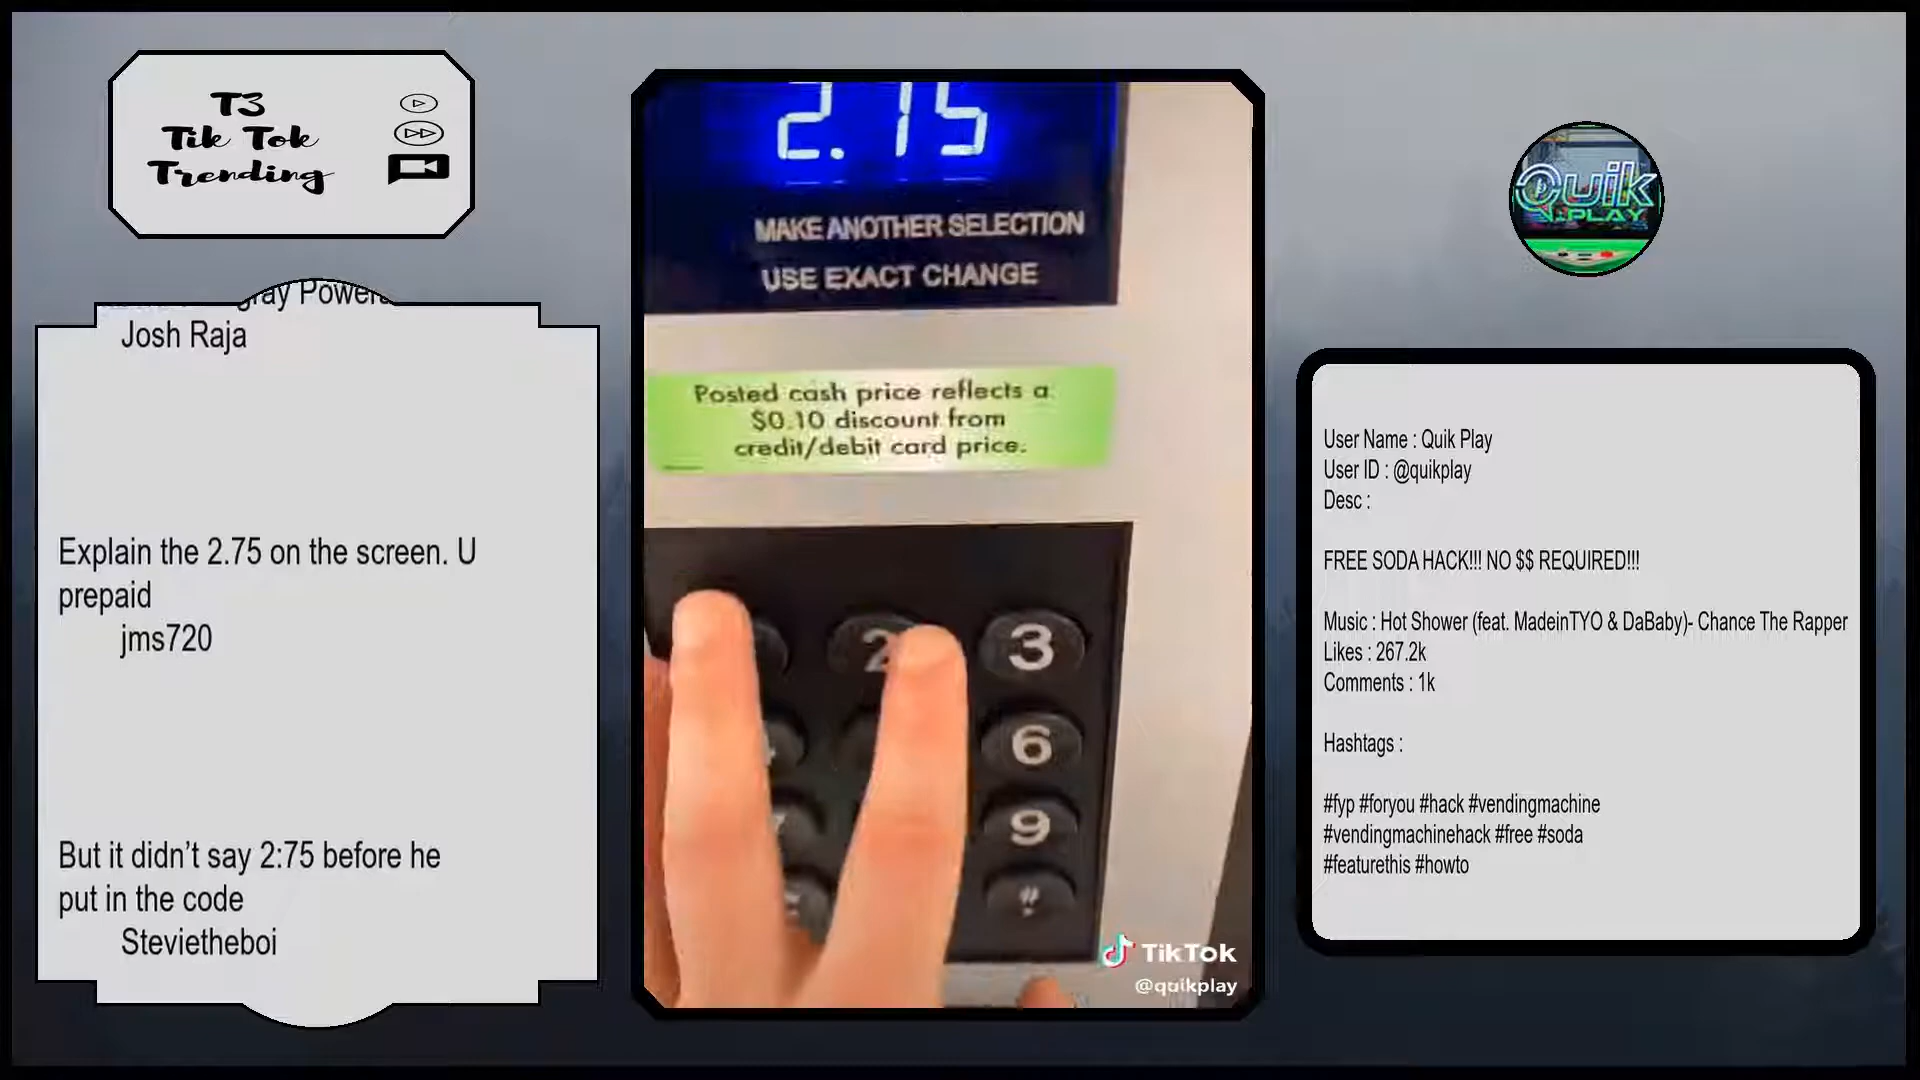 T3
Tik Tok
Trending
Josh Raja
Explain the 2.75 on the screen. U
prepaid
jms720
But it didn’t say 2:75 before he
put in the code
Stevietheboi
2.75
MAKE ANOTHER SELECTION
USE EXACT CHANGE
Posted cash price reflects a
$0.10 discount from
credit/debit card price.
2
3
6
9
#
TikTok
@quikplay
Quik
PLAY
User Name : Quik Play
User ID : @quikplay
Desc :
FREE SODA HACK!!! NO $$ REQUIRED!!!
Music : Hot Shower (feat. MadeinTYO & DaBaby)- Chance The Rapper
Likes : 267.2k
Comments : 1k
Hashtags :
#fyp #foryou #hack #vendingmachine
#vendingmachinehack #free #soda
#featurethis #howto